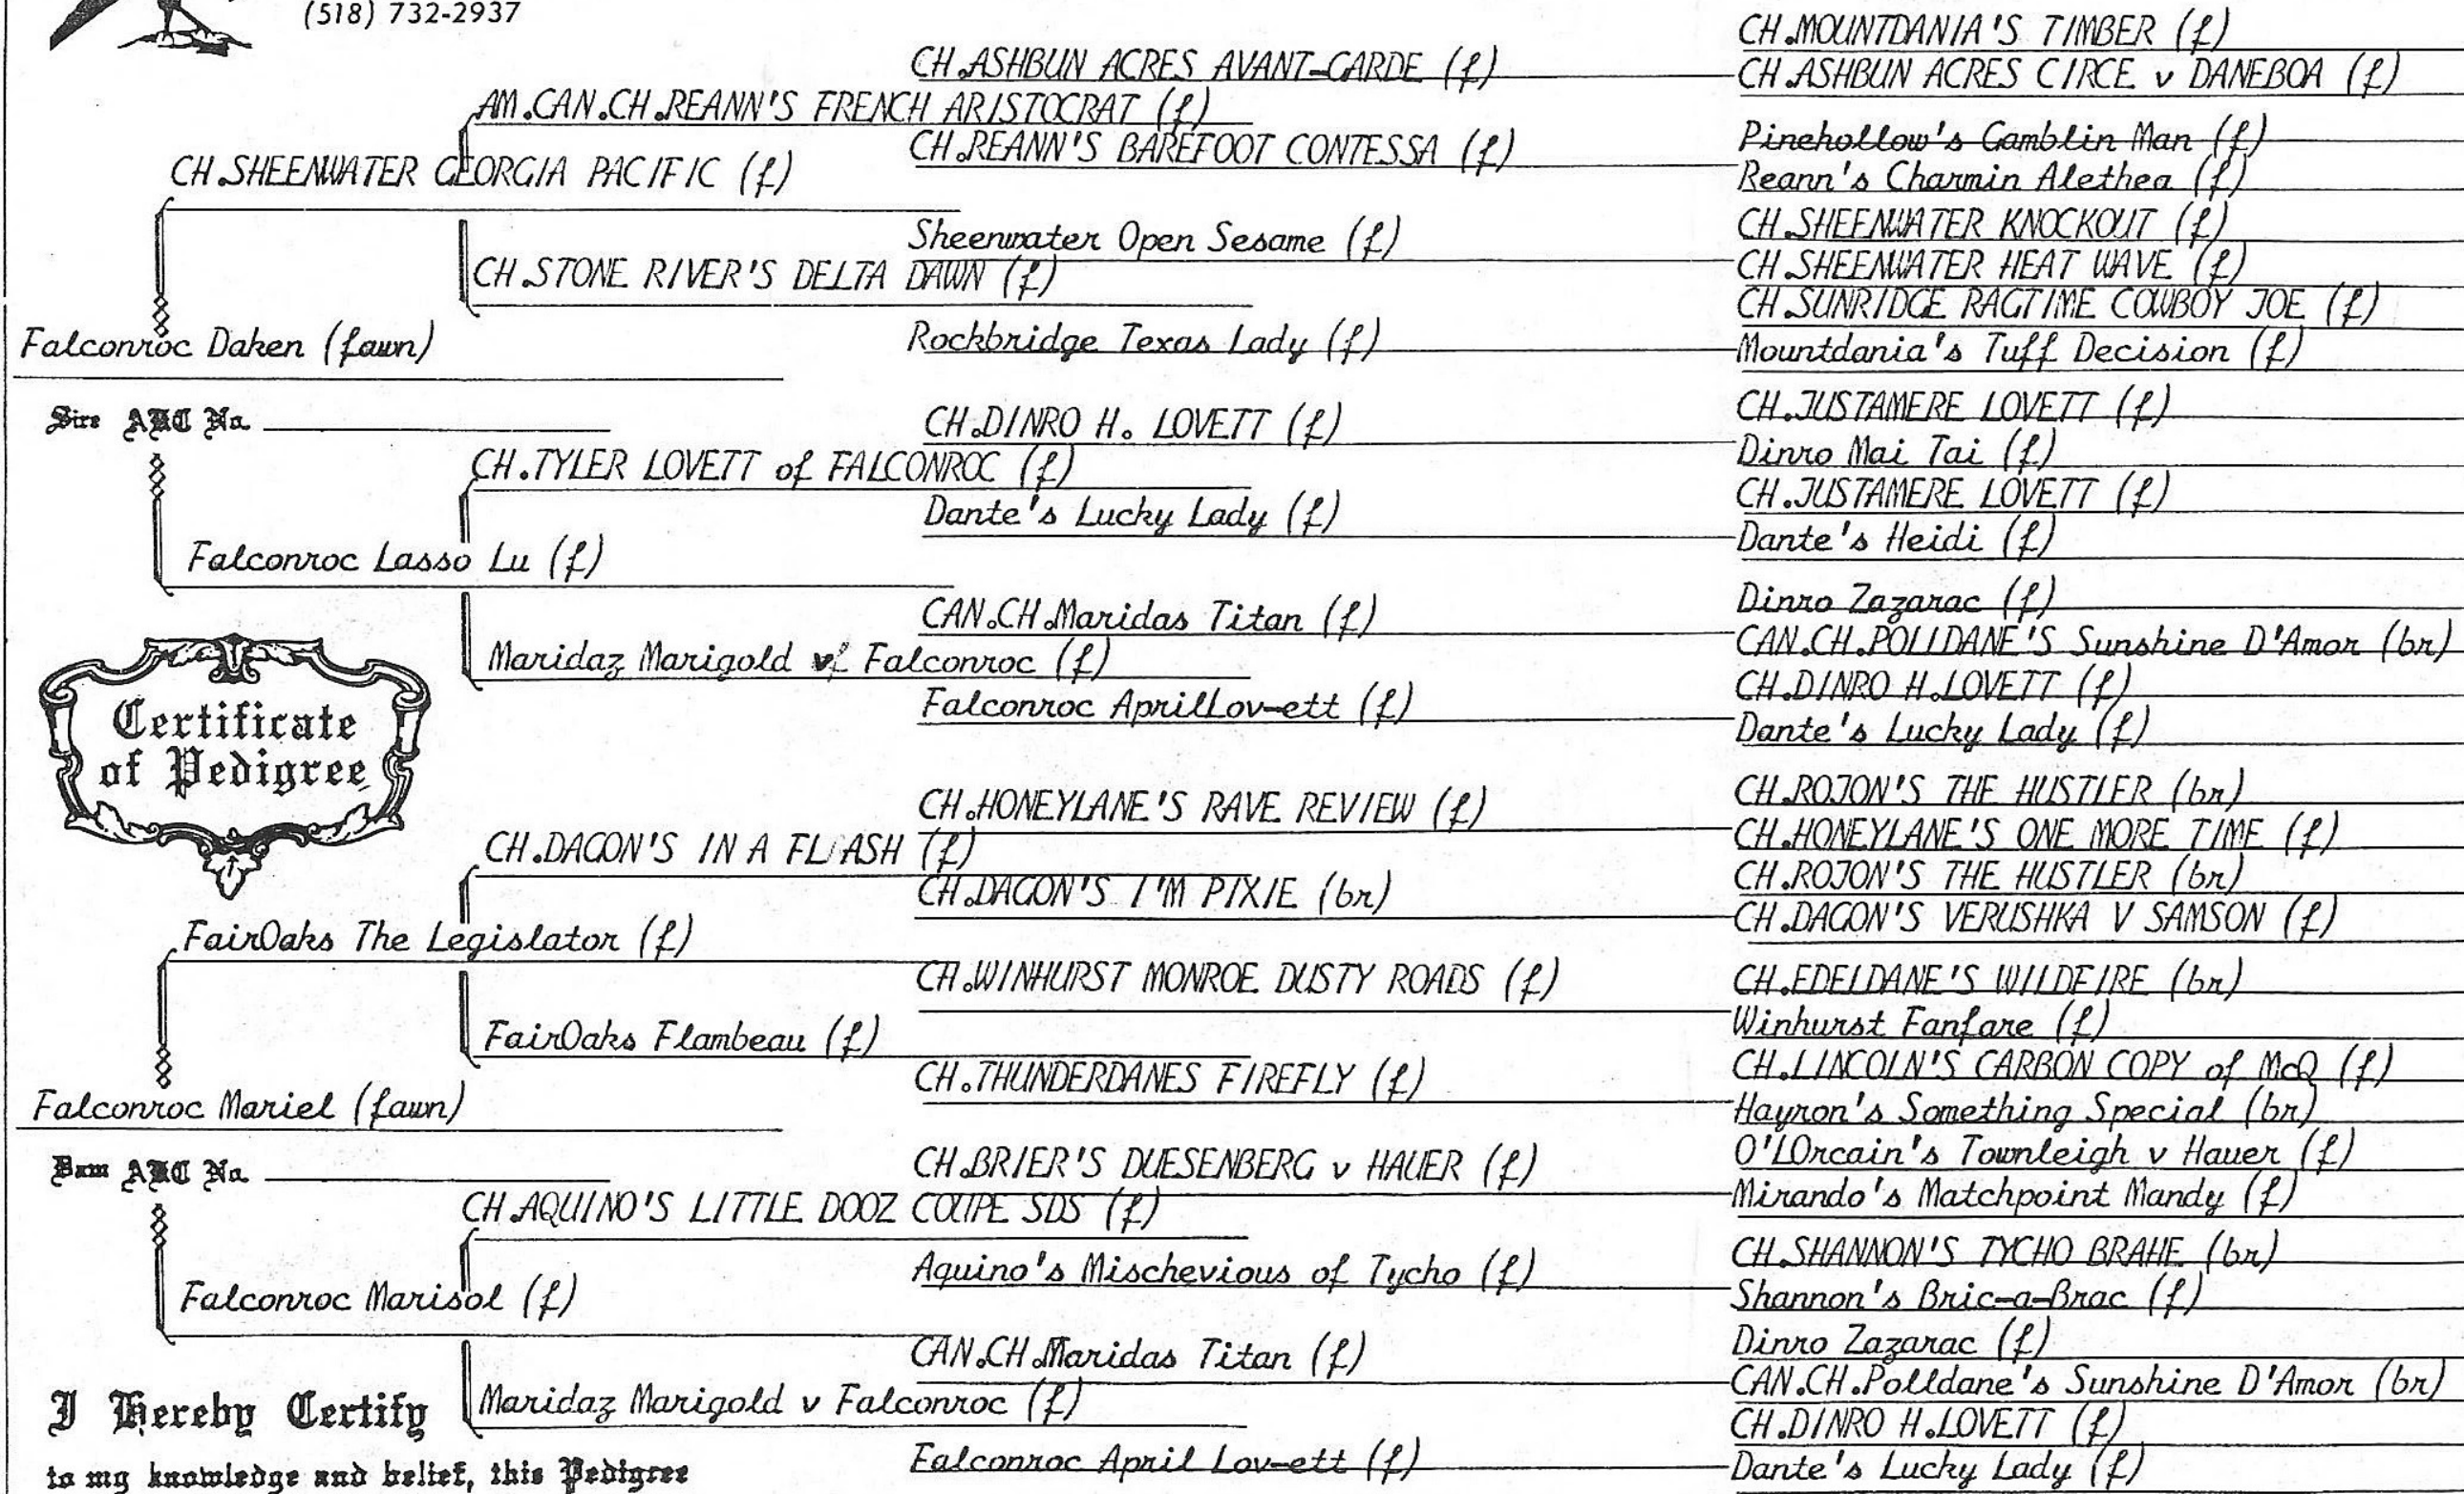 (518) 732-2937
CH.MOUNTDANIA'S TIMBER (f)
CH.ASHBUN ACRES AVANT-GARDE (f)
CH.ASHBUN ACRES CIRCE v DANEBOA (f)
AM.CAN.CH.REANN'S FRENCH ARISTOCRAT (f)
Pinehollow's Gamblin Man (f)
CH.REANN'S BAREFOOT CONTESSA (f)
CH.SHEENWATER GEORGIA PACIFIC (f)
Reann's Charmin Alethea (f)
CH.SHEENWATER KNOCKOUT (f)
Sheenwater Open Sesame (f)
CH.STONE RIVER'S DELTA DAWN (f)
CH.SHEENWATER HEAT WAVE (f)
CH.SUNRIDGE RAGTIME COWBOY JOE (f)
Falconroc Daken (fawn)
Rockbridge Texas Lady (f)
Mountdania's Tuff Decision (f)
Sire AKC No.
CH.DINRO H. LOVETT (f)
CH.JUSTAMERE LOVETT (f)
Dinro Mai Tai (f)
CH.TYLER LOVETT of FALCONROC (f)
CH.JUSTAMERE LOVETT (f)
Dante's Lucky Lady (f)
Dante's Heidi (f)
Falconroc Lasso Lu (f)
Dinro Zazarac (f)
CAN.CH.Maridas Titan (f)
CAN.CH.POLLDANE'S Sunshine D'Amor (br)
Maridaz Marigold v Falconroc (f)
CH.DINRO H.LOVETT (f)
Falconroc AprilLov-ett (f)
Dante's Lucky Lady (f)
Certificate
of Pedigree
CH.ROJON'S THE HUSTLER (br)
CH.HONEYLANE'S RAVE REVIEW (f)
CH.HONEYLANE'S ONE MORE TIME (f)
CH.DAGON'S IN A FLASH (f)
CH.ROJON'S THE HUSTLER (br)
CH.DAGON'S I'M PIXIE (br)
CH.DAGON'S VERUSHKA V SAMSON (f)
FairOaks The Legislator (f)
CH.WINHURST MONROE DUSTY ROADS (f)
CH.EDELDANE'S WILDFIRE (br)
Winhurst Fanfare (f)
FairOaks Flambeau (f)
CH.LINCOLN'S CARBON COPY of McQ (f)
CH.THUNDERDANES FIREFLY (f)
Falconroc Mariel (fawn)
Hayron's Something Special (br)
O'LOrcain's Townleigh v Hauer (f)
Dam AKC No.
CH.BRIER'S DUESENBERG v HAUER (f)
Mirando's Matchpoint Mandy (f)
CH.AQUINO'S LITTLE DOOZ COUPE SDS (f)
CH.SHANNON'S TYCHO BRAHE (br)
Aquino's Mischevious of Tycho (f)
Falconroc Marisol (f)
Shannon's Bric-a-Brac (f)
Dinro Zazarac (f)
CAN.CH.Maridas Titan (f)
CAN.CH.Polldane's Sunshine D'Amor (br)
Maridaz Marigold v Falconroc (f)
I Hereby Certify
CH.DINRO H.LOVETT (f)
Falconroc April Lov-ett (f)
Dante's Lucky Lady (f)
to my knowledge and belief, this Pedigree